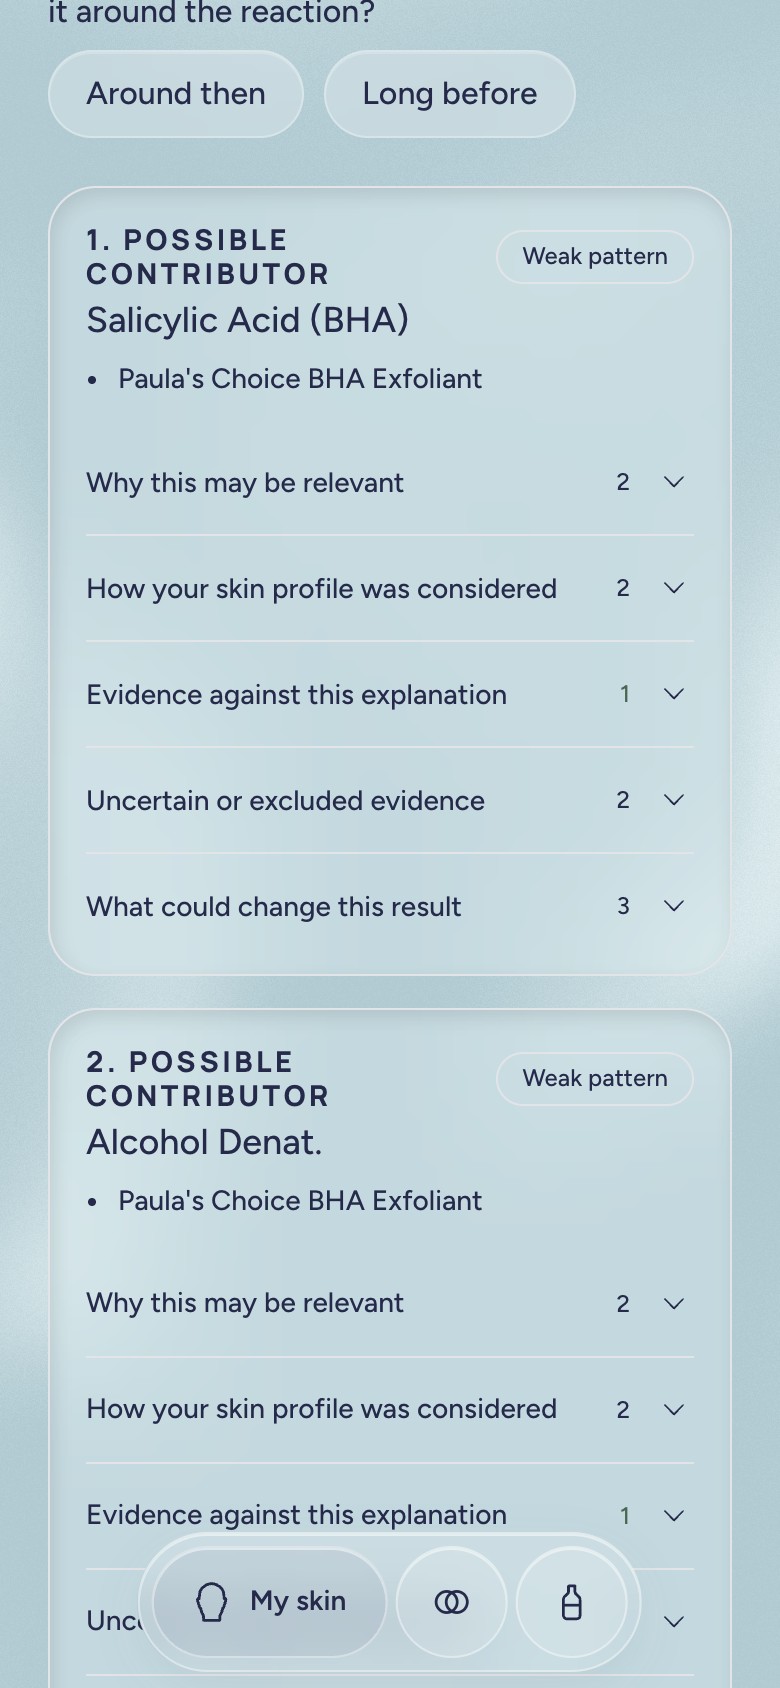 it around the reaction?
Around then
Long before
1. POSSIBLE
CONTRIBUTOR
Weak pattern
Salicylic Acid (BHA)
• Paula's Choice BHA Exfoliant
Why this may be relevant 2
How your skin profile was considered 2
Evidence against this explanation 1
Uncertain or excluded evidence 2
What could change this result 3
2. POSSIBLE
CONTRIBUTOR
Weak pattern
Alcohol Denat.
• Paula's Choice BHA Exfoliant
Why this may be relevant 2
How your skin profile was considered 2
Evidence against this explanation 1
My skin